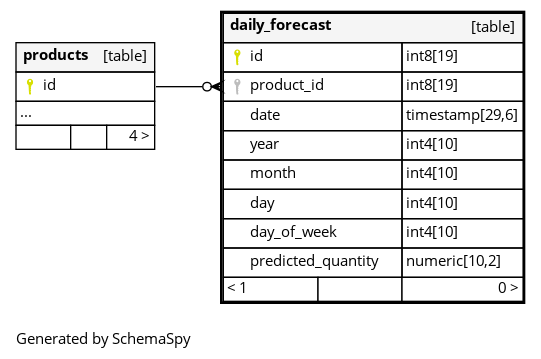 products [table]
id
...
4 >
daily_forecast [table]
id int8[19]
product_id int8[19]
date timestamp[29,6]
year int4[10]
month int4[10]
day int4[10]
day_of_week int4[10]
predicted_quantity numeric[10,2]
< 1 0 >
Generated by SchemaSpy